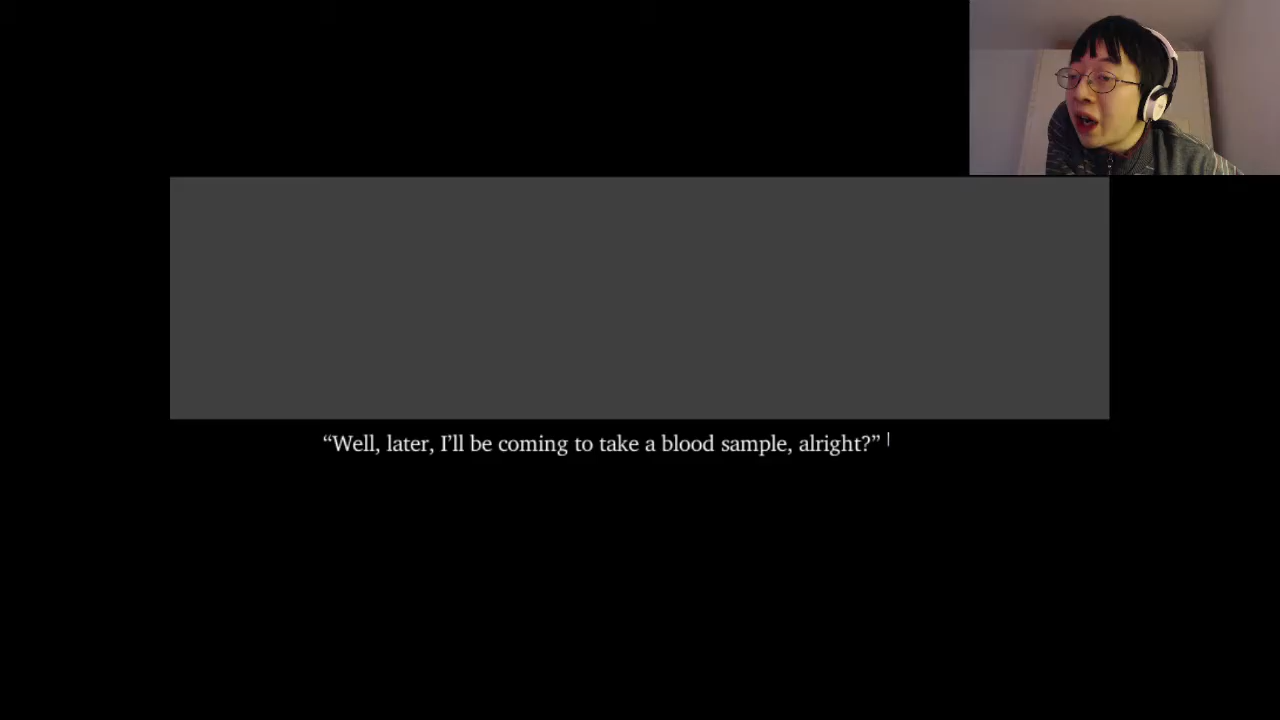 “Well, later, I’ll be coming to take a blood sample, alright?”